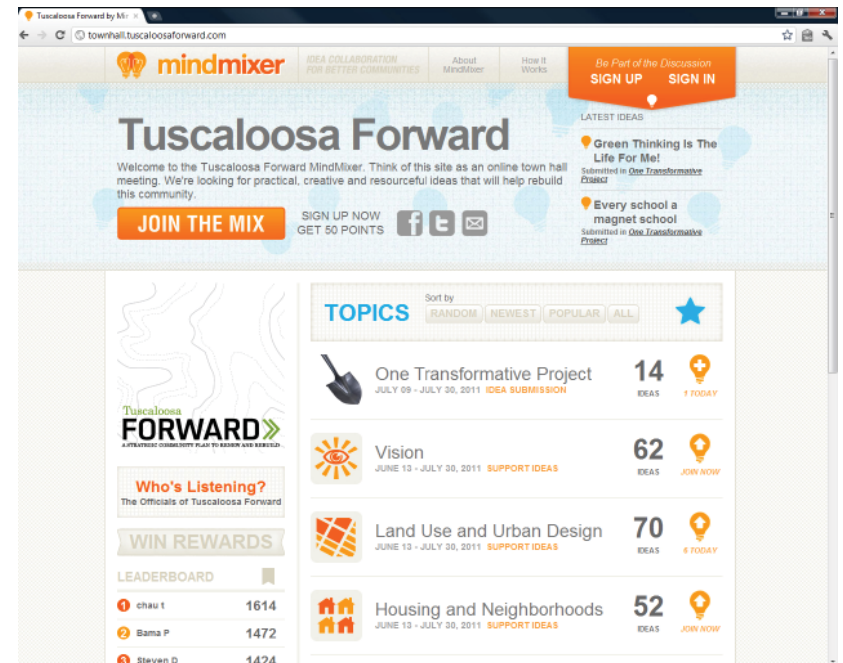 Tuscaloosa Forward by Mir
townhall.tuscaloosaforward.com
mindmixer
IDEA COLLABORATION
FOR BETTER COMMUNITIES
About
MindMixer
How It
Works
Be Part of the Discussion
SIGN UP SIGN IN
Tuscaloosa Forward
Welcome to the Tuscaloosa Forward MindMixer. Think of this site as an online town hall
meeting. We're looking for practical, creative and resourceful ideas that will help rebuild
this community.
JOIN THE MIX
SIGN UP NOW
GET 50 POINTS
LATEST IDEAS
Green Thinking Is The
Life For Me!
Submitted in One Transformative
Project
Every school a
magnet school
Submitted in One Transformative
Project
Tuscaloosa
FORWARD
A STRATEGIC COMMUNITY PLAN TO RENEW AND REBUILD
Who's Listening?
The Officials of Tuscaloosa Forward
WIN REWARDS
LEADERBOARD
1 chau t 1614
2 Bama P 1472
3 Steven D 1424
TOPICS
Sort by
RANDOM NEWEST POPULAR ALL
One Transformative Project
JULY 09 - JULY 30, 2011 IDEA SUBMISSION
14
IDEAS
1 TODAY
Vision
JUNE 13 - JULY 30, 2011 SUPPORT IDEAS
62
IDEAS
JOIN NOW
Land Use and Urban Design
JUNE 13 - JULY 30, 2011 SUPPORT IDEAS
70
IDEAS
6 TODAY
Housing and Neighborhoods
JUNE 13 - JULY 30, 2011 SUPPORT IDEAS
52
IDEAS
JOIN NOW